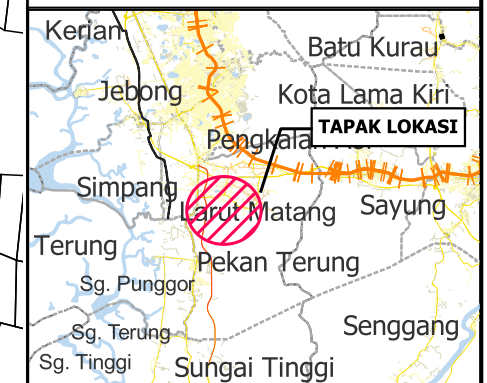 Kerian
Batu Kurau
Jebong
Kota Lama Kiri
TAPAK LOKASI
Simpang
Larut Matang
Sayung
Terung
Pekan Terung
Sg. Punggor
Senggang
Sg. Terung
Sg. Tinggi
Sungai Tinggi